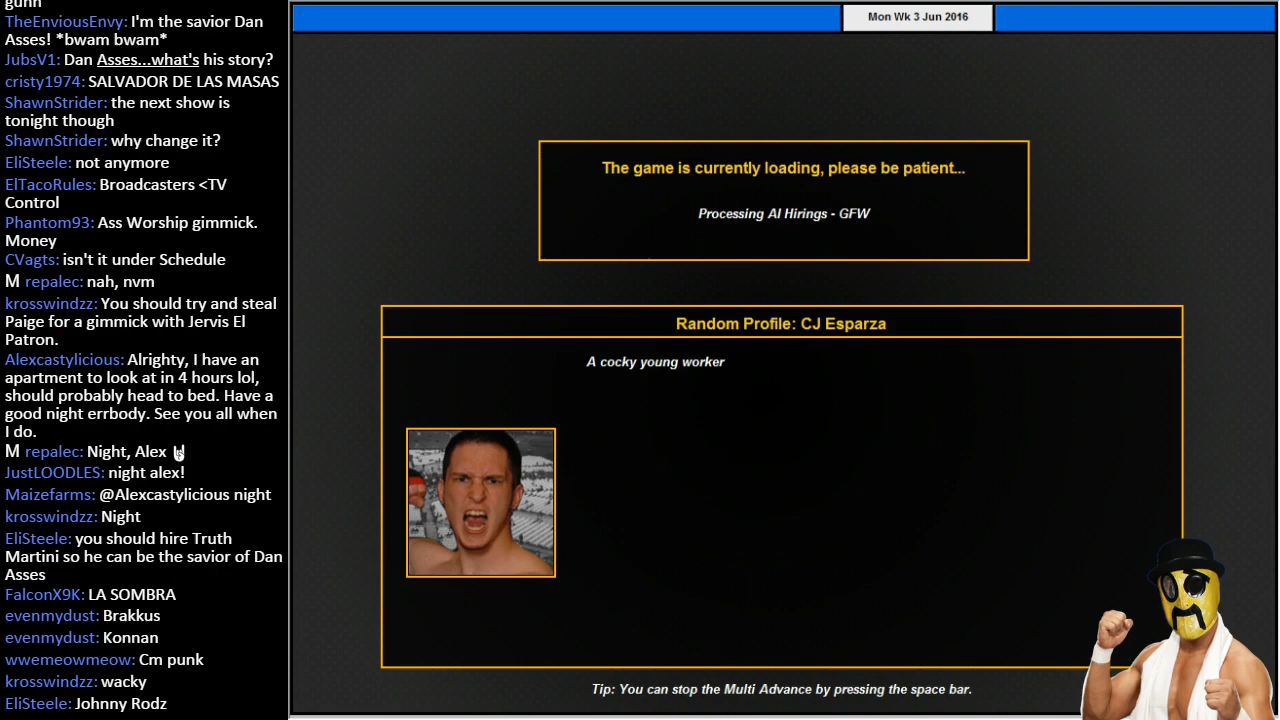 gunn
TheEnviousEnvy: I'm the savior Dan
Asses! *bwam bwam*
JubsV1: Dan Asses...what's his story?
cristy1974: SALVADOR DE LAS MASAS
ShawnStrider: the next show is
tonight though
ShawnStrider: why change it?
EliSteele: not anymore
ElTacoRules: Broadcasters <TV
Control
Phantom93: Ass Worship gimmick.
Money
CVagts: isn't it under Schedule
M repalec: nah, nvm
krosswindzz: You should try and steal
Paige for a gimmick with Jervis El
Patron.
Alexcastylicious: Alrighty, I have an
apartment to look at in 4 hours lol,
should probably head to bed. Have a
good night errbody. See you all when
I do.
M repalec: Night, Alex 🤘
JustLOODLES: night alex!
Maizefarms: @Alexcastylicious night
krosswindzz: Night
EliSteele: you should hire Truth
Martini so he can be the savior of Dan
Asses
FalconX9K: LA SOMBRA
evenmydust: Brakkus
evenmydust: Konnan
wwemeowmeow: Cm punk
krosswindzz: wacky
EliSteele: Johnny Rodz
Mon Wk 3 Jun 2016
The game is currently loading, please be patient...
Processing AI Hirings - GFW
Random Profile: CJ Esparza
A cocky young worker
Tip: You can stop the Multi Advance by pressing the space bar.